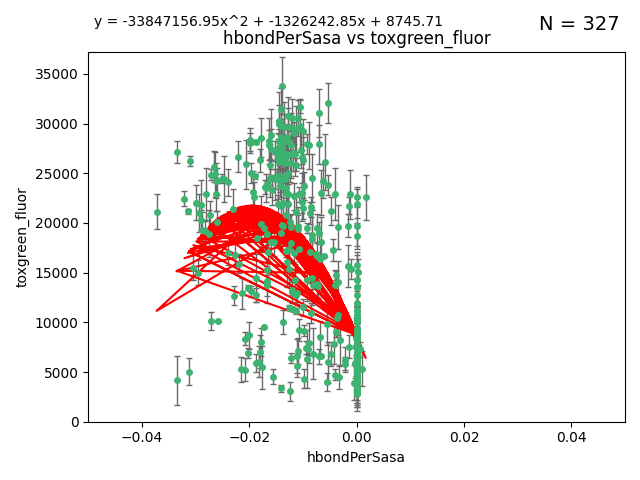 y = -33847156.95x^2 + -1326242.85x + 8745.71
N = 327
hbondPerSasa vs toxgreen_fluor
35000
30000
25000
20000
15000
10000
5000
0
toxgreen_fluor
−0.04
−0.02
0.00
0.02
0.04
hbondPerSasa